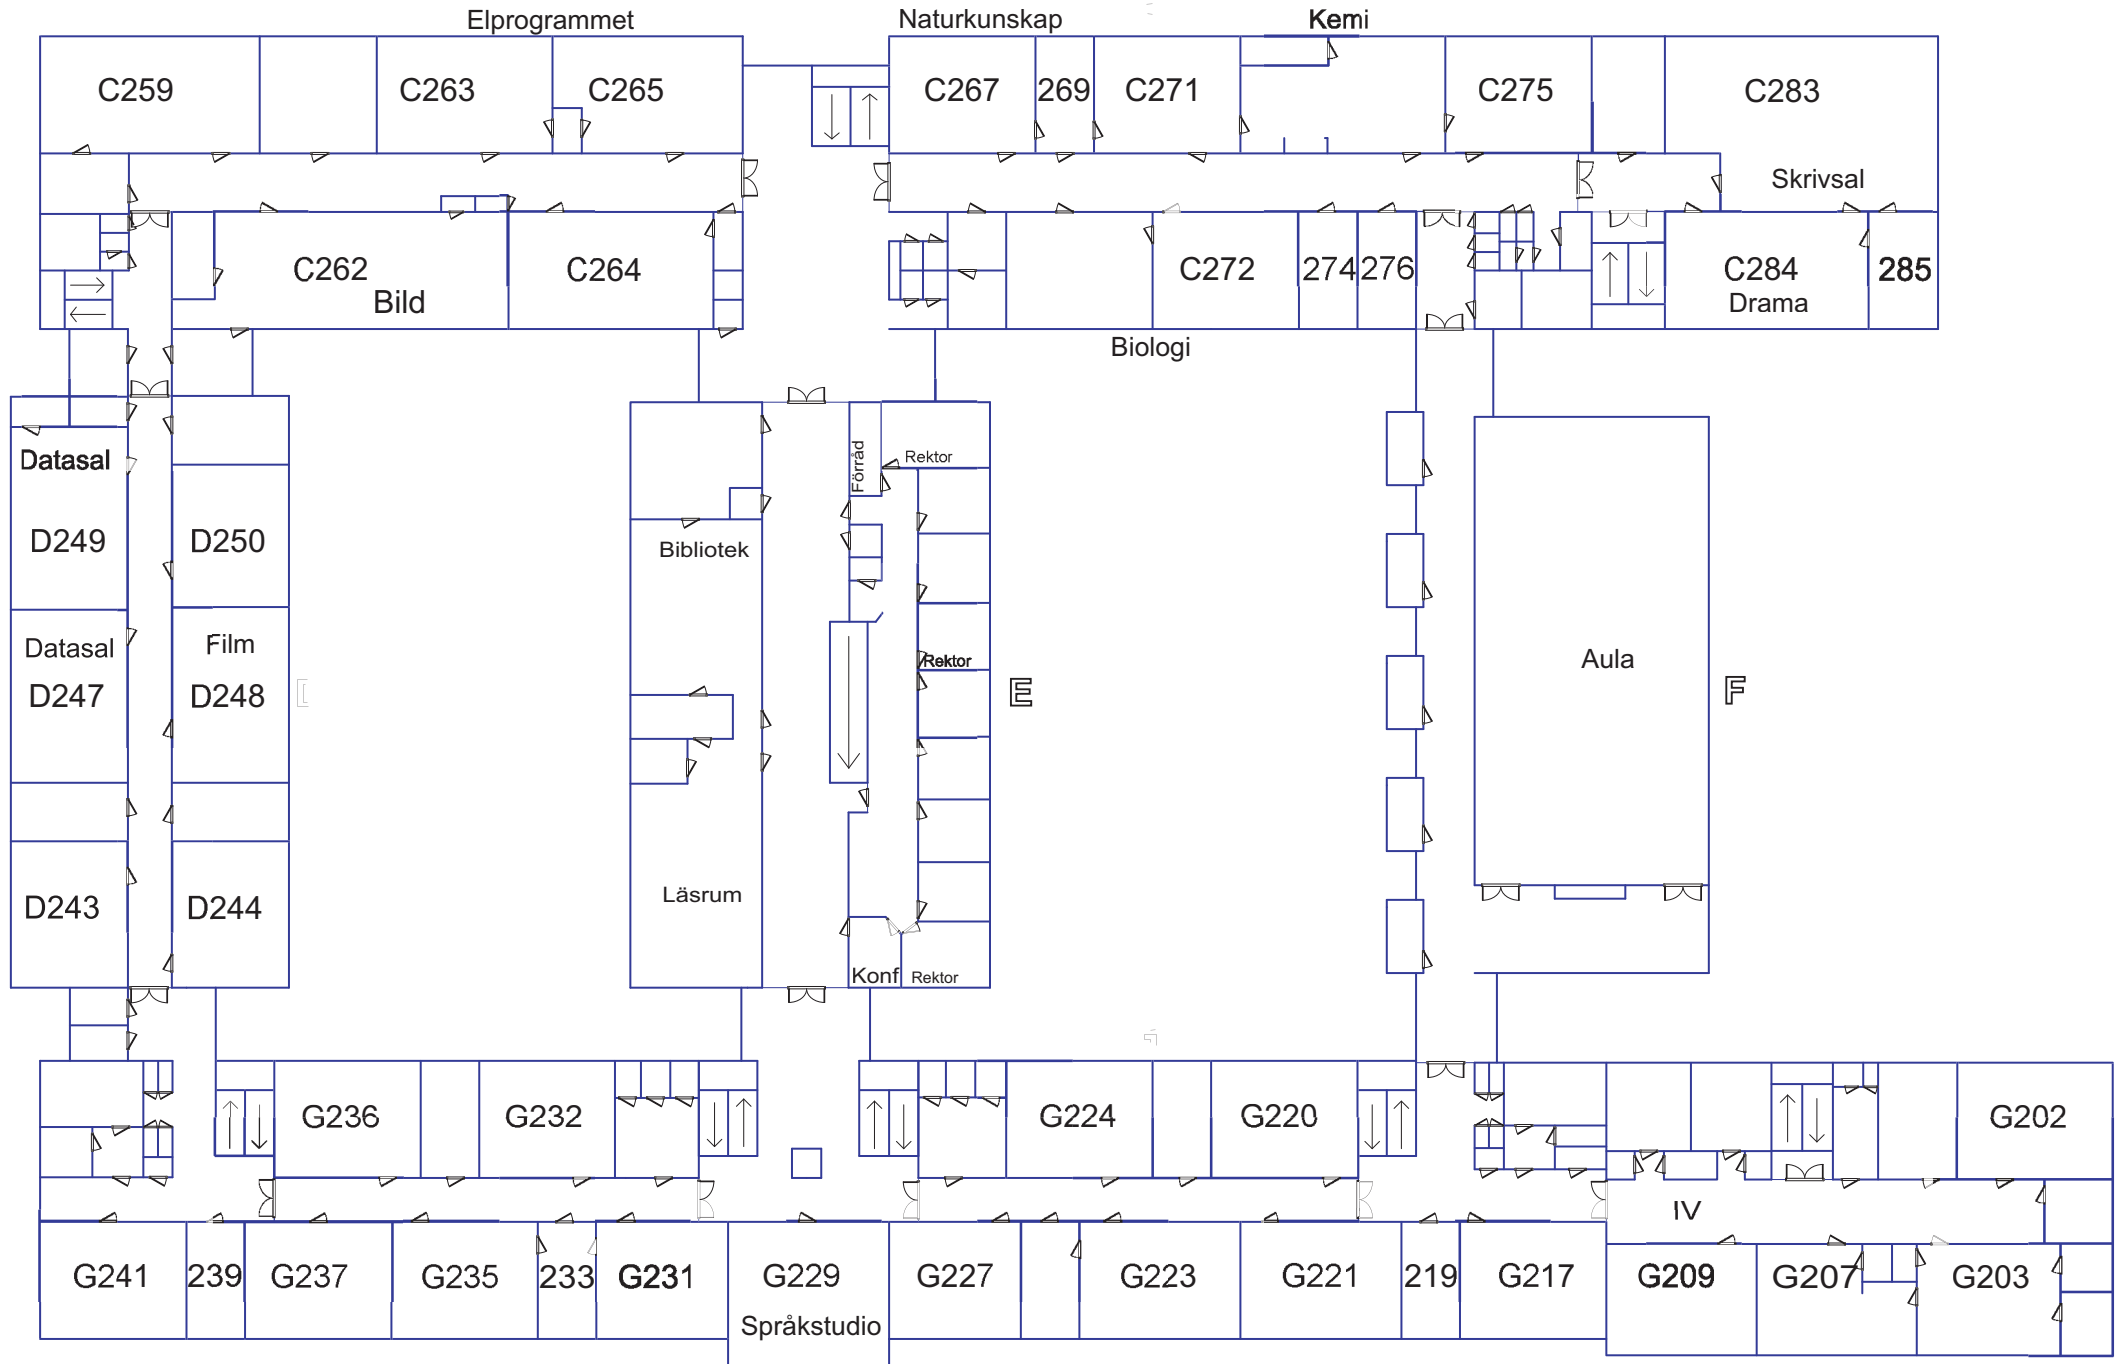 Elprogrammet
Naturkunskap
Kemi
C259
C263
C265
C267
269
C271
C275
C283
Skrivsal
C262
Bild
C264
C272
274
276
C284
Drama
285
Biologi
Datasal
D249
D250
Förråd
Rektor
Bibliotek
Datasal
D247
Film
D248
Rektor
E
Aula
F
D243
D244
Läsrum
Konf
Rektor
G236
G232
G224
G220
G202
IV
G241
239
G237
G235
233
G231
G229
Språkstudio
G227
G223
G221
219
G217
G209
G207
G203